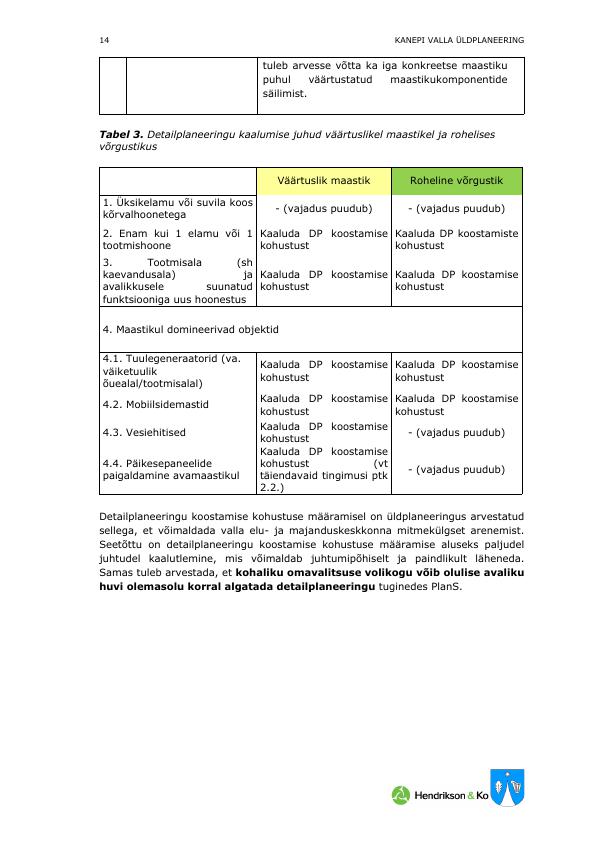 14
KANEPI VALLA ÜLDPLANEERING
tuleb arvesse võtta ka iga konkreetse maastiku
puhul väärtustatud maastikukomponentide
säilimist.
Tabel 3. Detailplaneeringu kaalumise juhud väärtuslikel maastikel ja rohelises
võrgustikus
Väärtuslik maastik
Roheline võrgustik
1. Üksikelamu või suvila koos
kõrvalhoonetega
- (vajadus puudub)
- (vajadus puudub)
2. Enam kui 1 elamu või 1
tootmishoone
Kaaluda DP koostamise
kohustust
Kaaluda DP koostamiste
kohustust
3. Tootmisala (sh
kaevandusala) ja
avalikkusele suunatud
funktsiooniga uus hoonestus
Kaaluda DP koostamise
kohustust
Kaaluda DP koostamise
kohustust
4. Maastikul domineerivad objektid
4.1. Tuulegeneraatorid (va.
väiketuulik
õuealal/tootmisalal)
Kaaluda DP koostamise
kohustust
Kaaluda DP koostamise
kohustust
4.2. Mobiilsidemastid
Kaaluda DP koostamise
kohustust
Kaaluda DP koostamise
kohustust
4.3. Vesiehitised
Kaaluda DP koostamise
kohustust
- (vajadus puudub)
4.4. Päikesepaneelide
paigaldamine avamaastikul
Kaaluda DP koostamise
kohustust (vt
täiendavaid tingimusi ptk
2.2.)
- (vajadus puudub)
Detailplaneeringu koostamise kohustuse määramisel on üldplaneeringus arvestatud
sellega, et võimaldada valla elu- ja majanduskeskkonna mitmekülgset arenemist.
Seetõttu on detailplaneeringu koostamise kohustuse määramise aluseks paljudel
juhtudel kaalutlemine, mis võimaldab juhtumipõhiselt ja paindlikult läheneda.
Samas tuleb arvestada, et kohaliku omavalitsuse volikogu võib olulise avaliku
huvi olemasolu korral algatada detailplaneeringu tuginedes PlanS.
Hendrikson & Ko